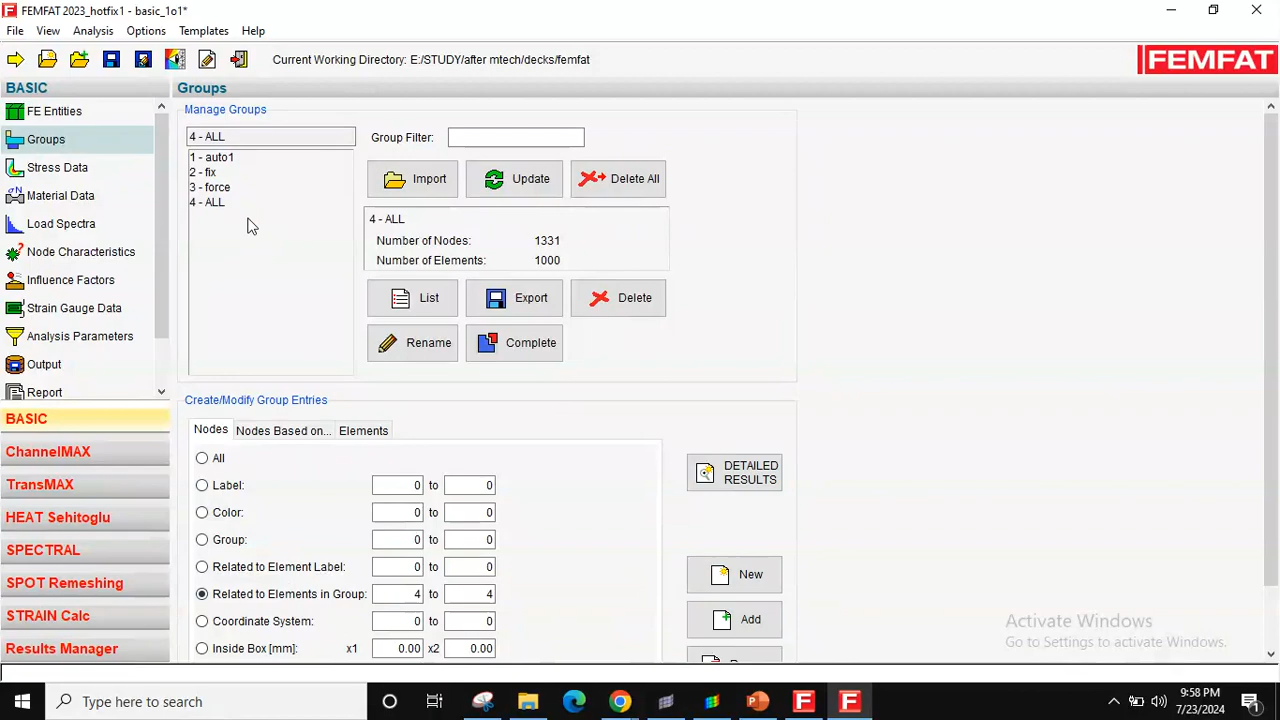 FEMFAT 2023_hotfix1 - basic_1o1*
File View Analysis Options Templates Help
Current Working Directory: E:/STUDY/after mtech/decks/femfat
FEMFAT
BASIC
FE Entities
Groups
Stress Data
Material Data
Load Spectra
Node Characteristics
Influence Factors
Strain Gauge Data
Analysis Parameters
Output
Report
BASIC
ChannelMAX
TransMAX
HEAT Sehitoglu
SPECTRAL
SPOT Remeshing
STRAIN Calc
Results Manager
Groups
Manage Groups
4 - ALL
Group Filter:
1 - auto1
2 - fix
3 - force
4 - ALL
Import Update Delete All
4 - ALL
Number of Nodes: 1331
Number of Elements: 1000
List Export Delete
Rename Complete
Create/Modify Group Entries
Nodes Nodes Based on... Elements
All
Label: 0 to 0
Color: 0 to 0
Group: 0 to 0
Related to Element Label: 0 to 0
Related to Elements in Group: 4 to 4
Coordinate System: 0 to 0
Inside Box [mm]: x1 0.00 x2 0.00
DETAILED
RESULTS
New
Add
Activate Windows
Go to Settings to activate Windows.
Type here to search
9:58 PM
7/23/2024
1